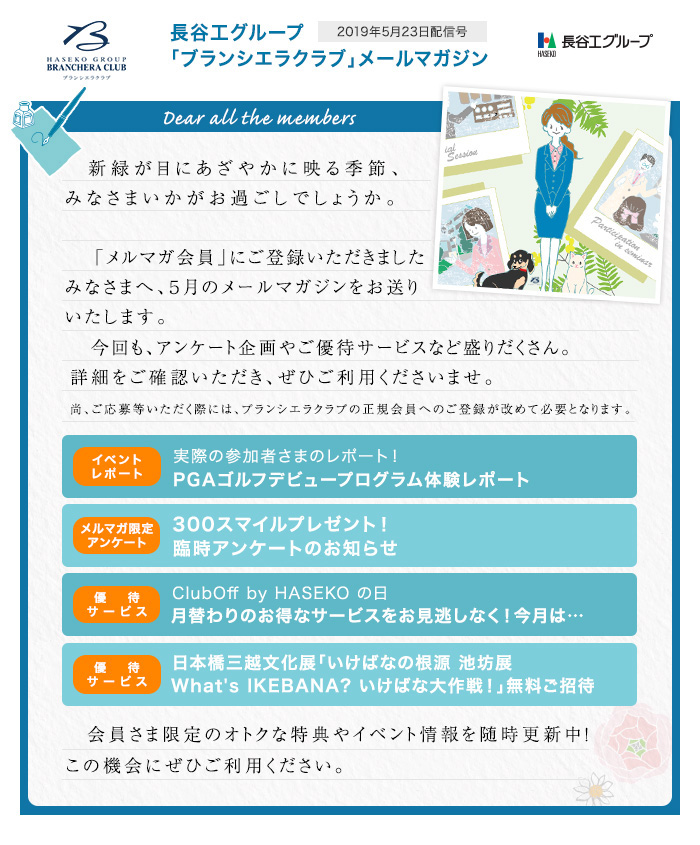 HASEKO GROUP
BRANCHERA CLUB
ブランシエラクラブ
長谷工グループ
2019年5月23日配信号
「ブランシエラクラブ」メールマガジン
HASEKO
長谷工グループ
Dear all the members
ial
Session
Participation
in seminar
新緑が目にあざやかに映る季節、
みなさまいかがお過ごしでしょうか。
「メルマガ会員」にご登録いただきました
みなさまへ、5月のメールマガジンをお送り
いたします。
今回も、アンケート企画やご優待サービスなど盛りだくさん。
詳細をご確認いただき、ぜひご利用くださいませ。
尚、ご応募等いただく際には、ブランシエラクラブの正規会員へのご登録が改めて必要となります。
イベント
レポート
実際の参加者さまのレポート!
PGAゴルフデビュープログラム体験レポート
メルマガ限定
アンケート
300スマイルプレゼント!
臨時アンケートのお知らせ
優 待
サービス
ClubOff by HASEKO の日
月替わりのお得なサービスをお見逃しなく!今月は…
優 待
サービス
日本橋三越文化展「いけばなの根源 池坊展
What's IKEBANA? いけばな大作戦!」無料ご招待
会員さま限定のオトクな特典やイベント情報を随時更新中!
この機会にぜひご利用ください。